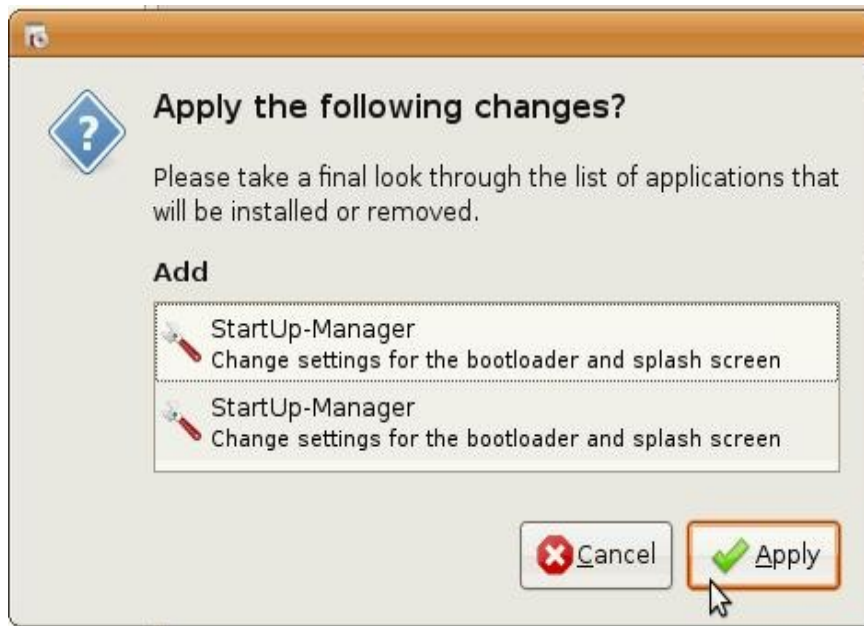 Apply the following changes?
Please take a final look through the list of applications that
will be installed or removed.
Add
StartUp-Manager
Change settings for the bootloader and splash screen
StartUp-Manager
Change settings for the bootloader and splash screen
Cancel
Apply